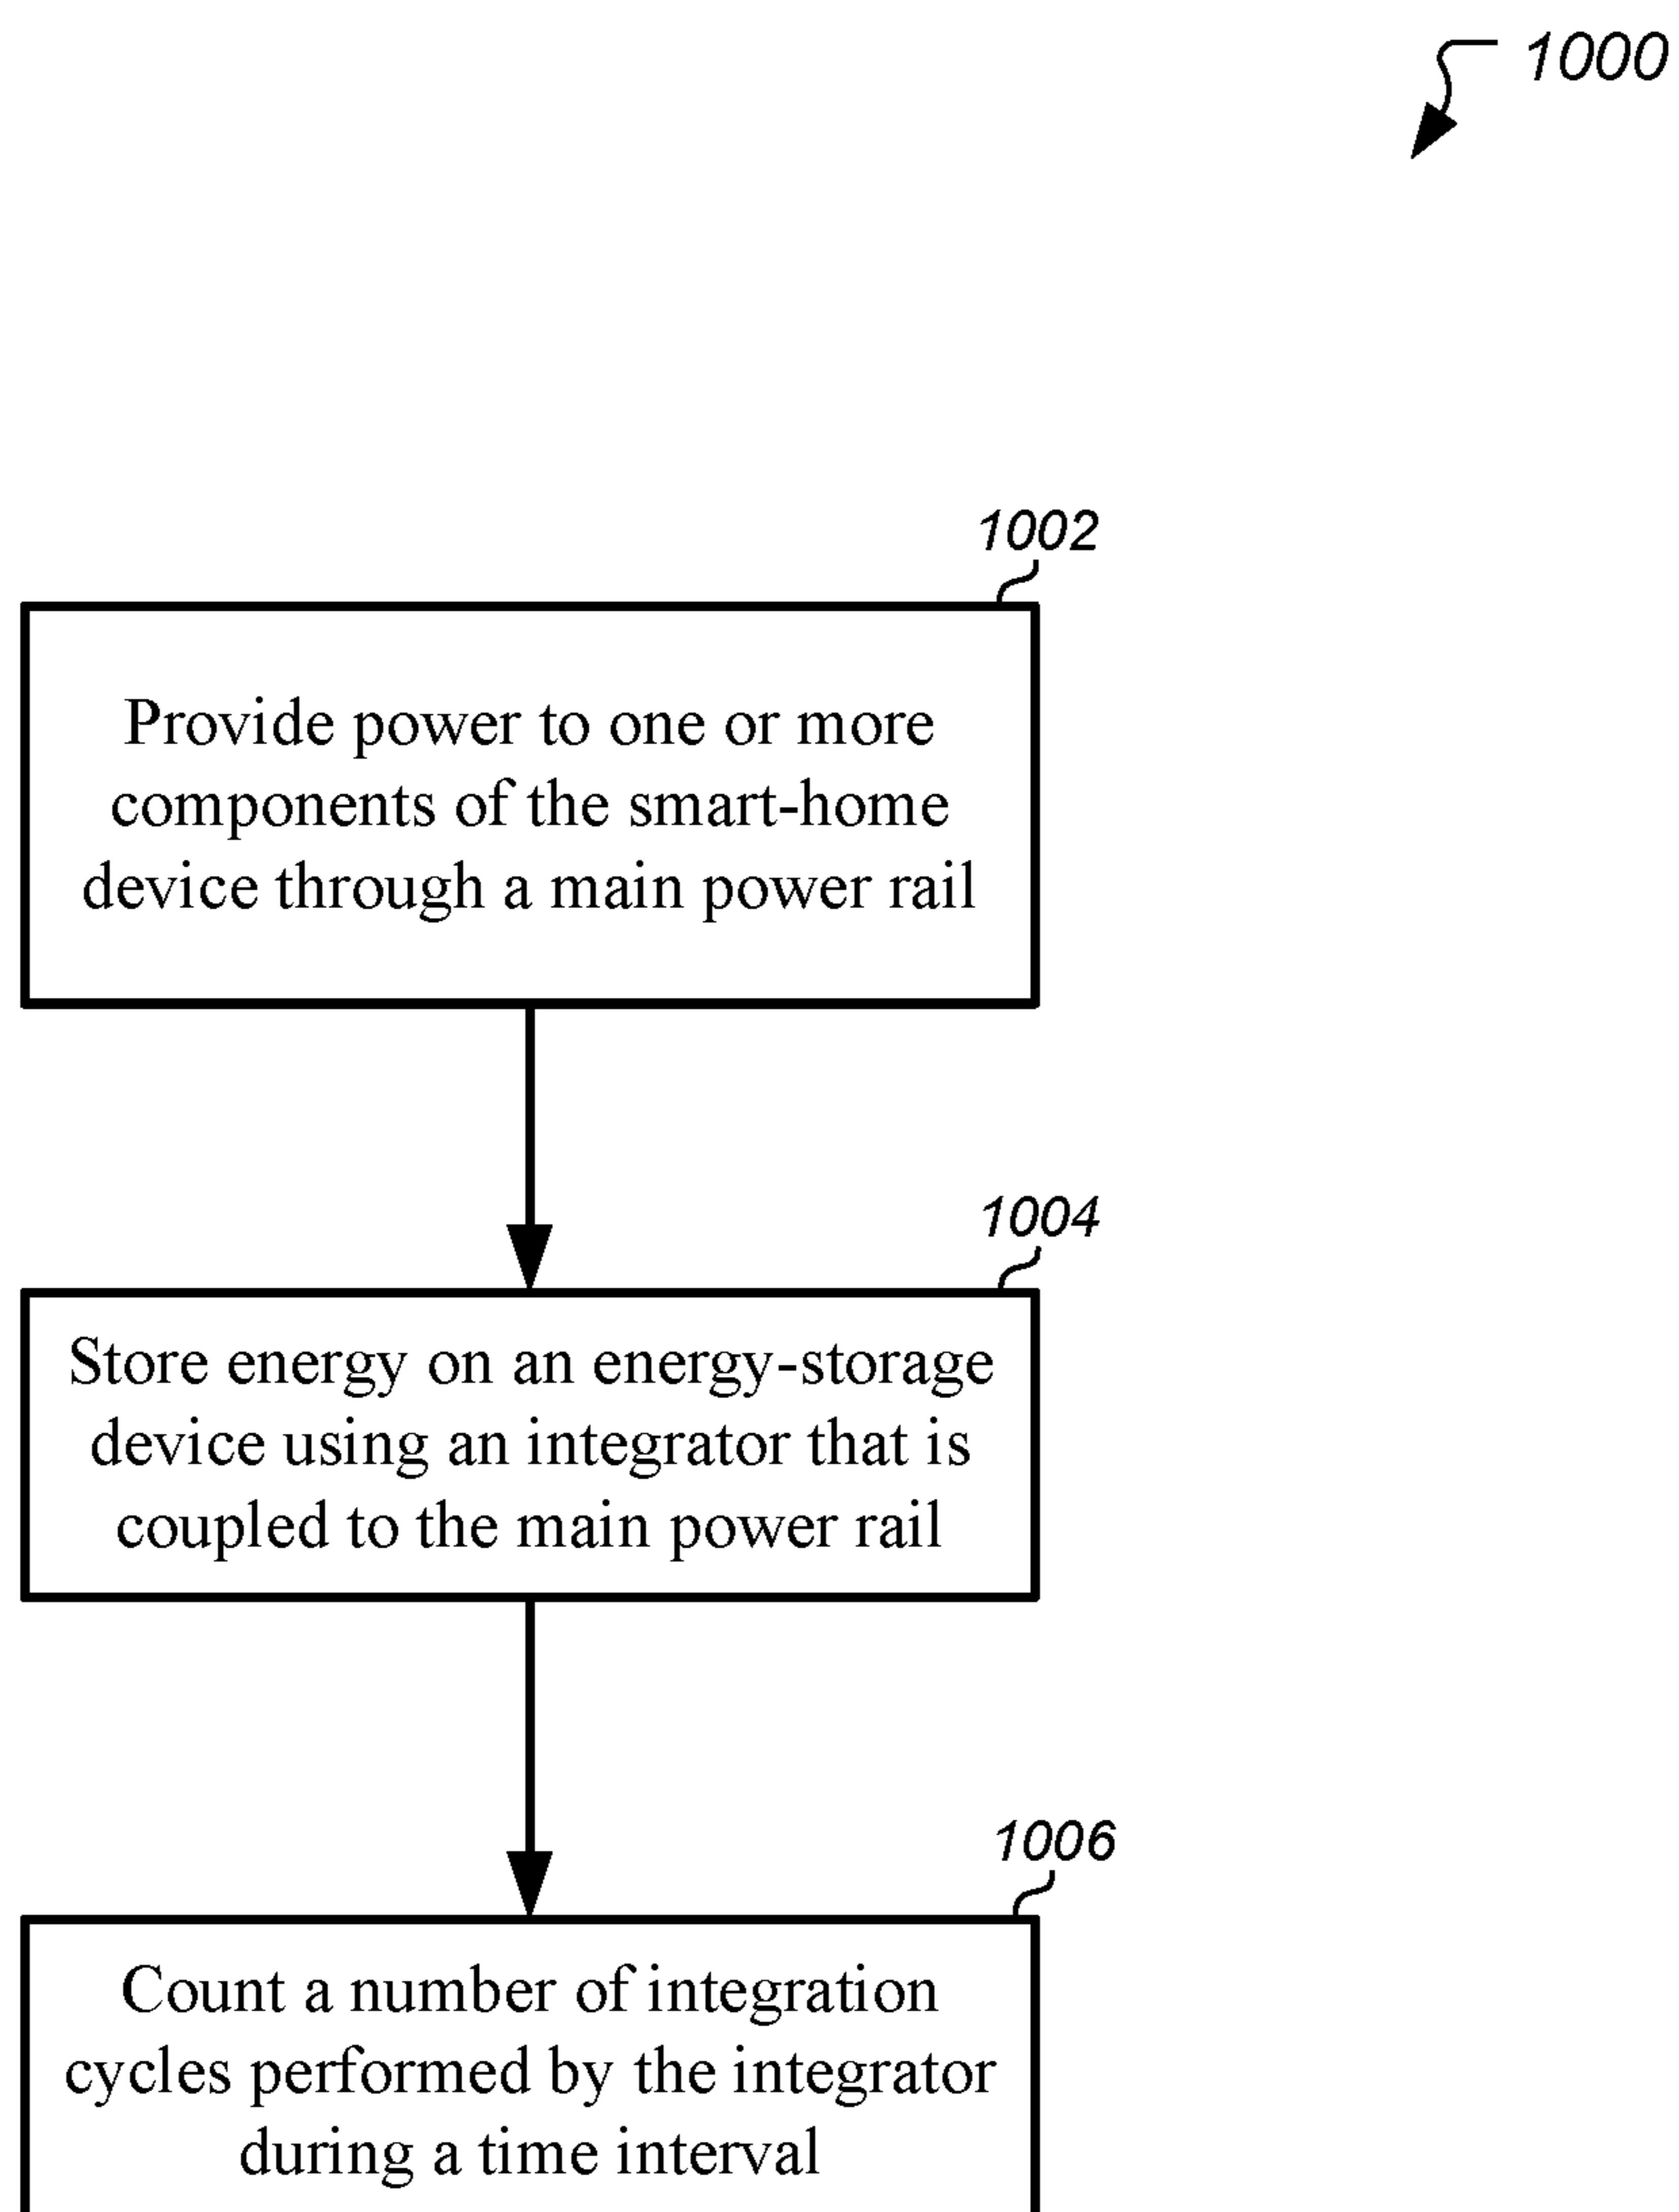 1000
1002
Provide power to one or more
components of the smart-home
device through a main power rail
1004
Store energy on an energy-storage
device using an integrator that is
coupled to the main power rail
1006
Count a number of integration
cycles performed by the integrator
during a time interval